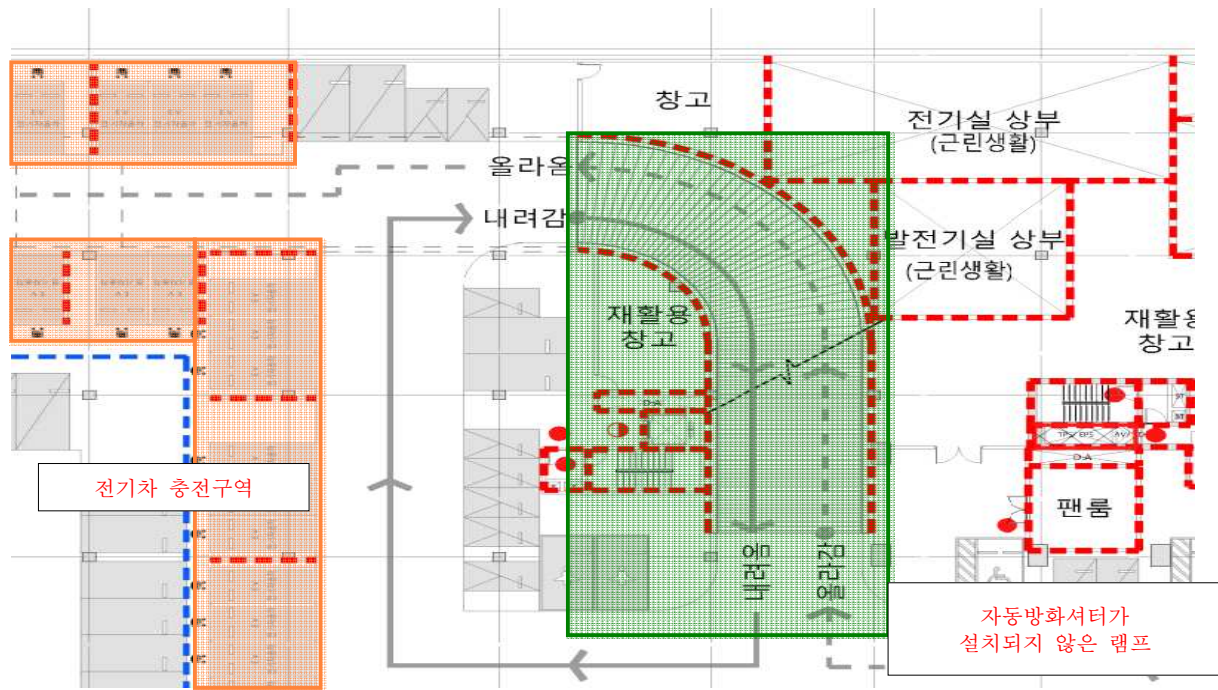 창고
전기실 상부
(근린생활)
올라옴
내려감
발전기실 상부
(근린생활)
재활용
창고
재활용
창고
D.A
TPS/EPS
D.A
전기차 충전구역
팬룸
내려옴
올라감
자동방화셔터가
설치되지 않은 램프